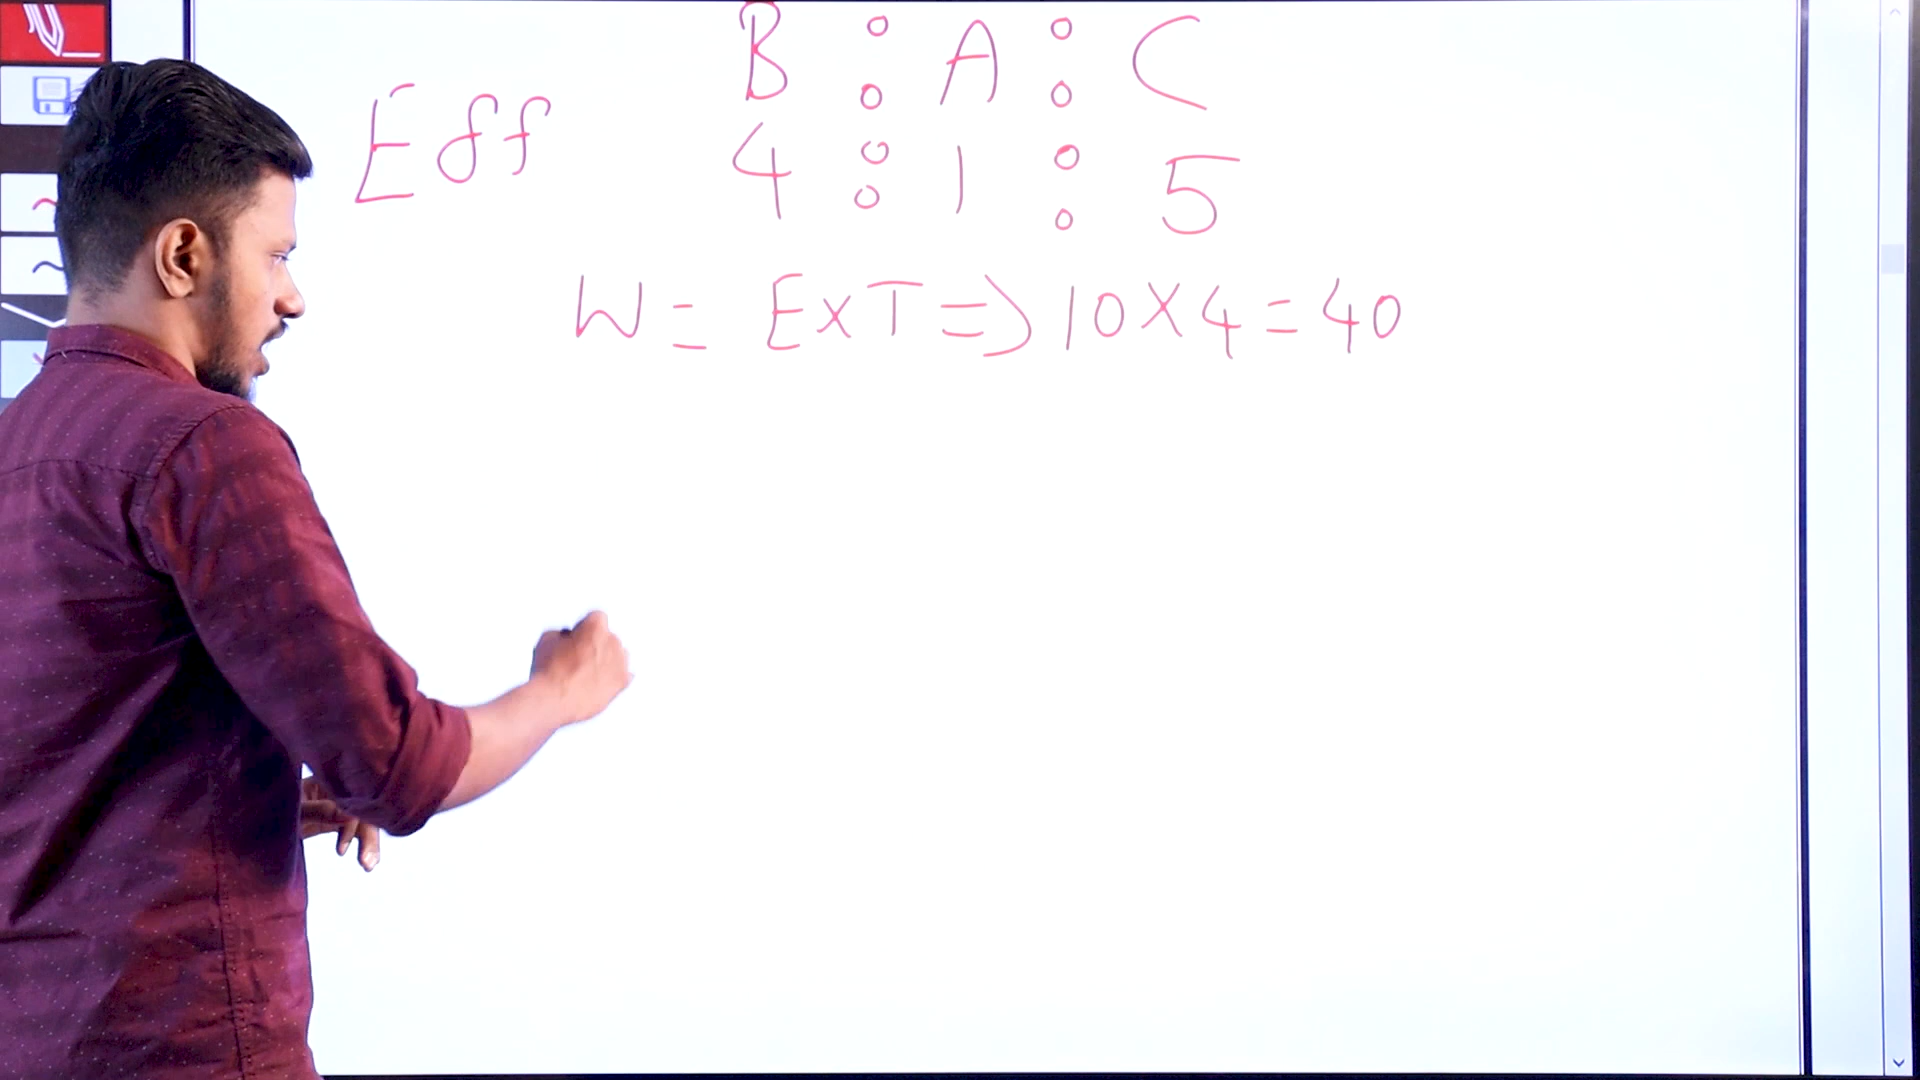 B : A : C
Eff 4 : 1 : 5
W = E×T ⇒ 10×4=40